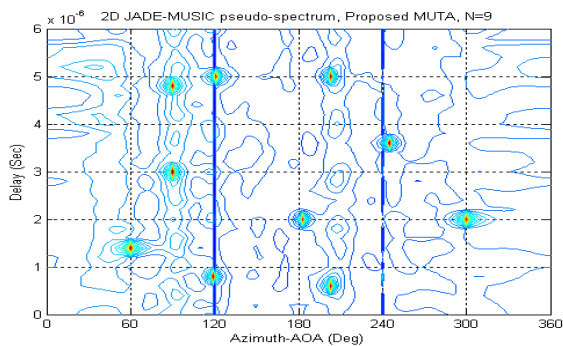 × 10
-6
2D JADE-MUSIC pseudo-spectrum, Proposed MUTA, N=9
6
5
4
3
2
1
0
Delay (Sec)
0 60 120 180 240 300 360
Azimuth-AOA (Deg)